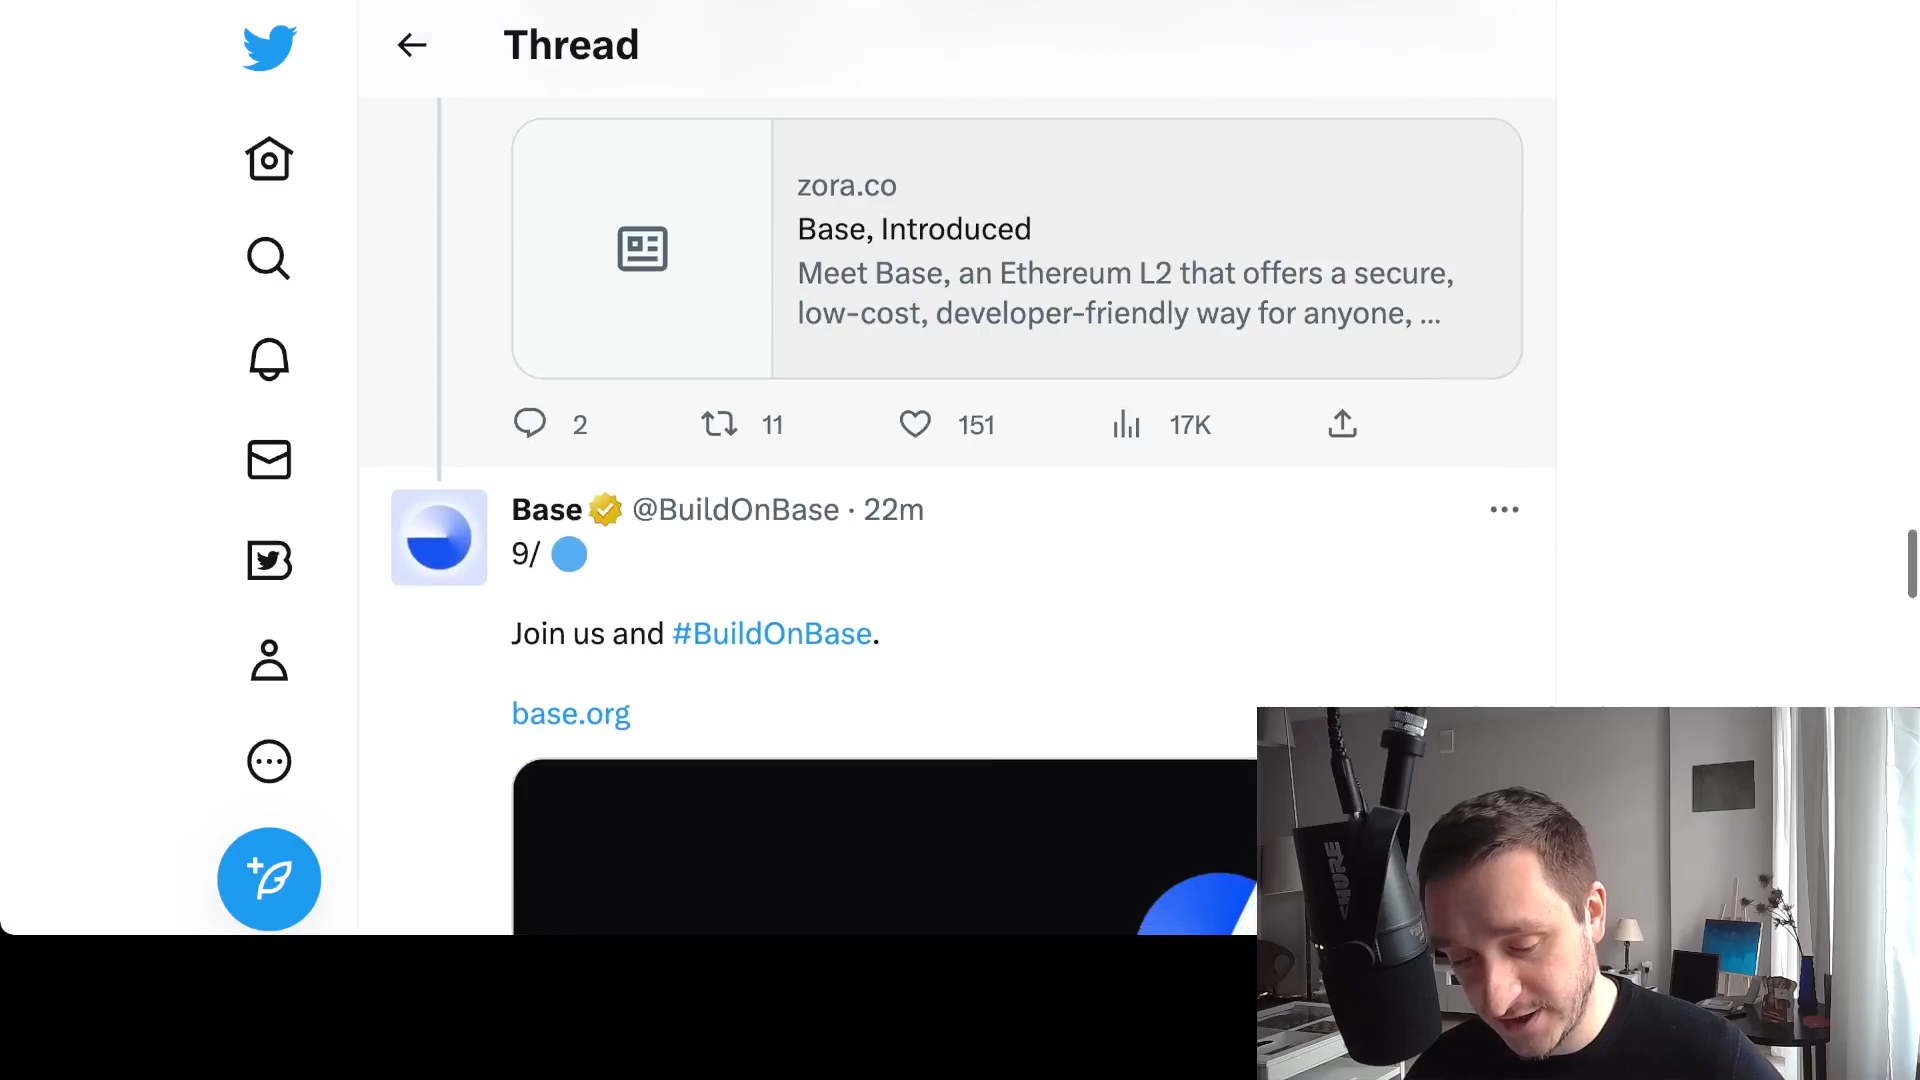 Thread
zora.co
Base, Introduced
Meet Base, an Ethereum L2 that offers a secure,
low-cost, developer-friendly way for anyone, ...
2 11 151 17K
Base @BuildOnBase · 22m
9/
Join us and #BuildOnBase.
base.org
SHURE